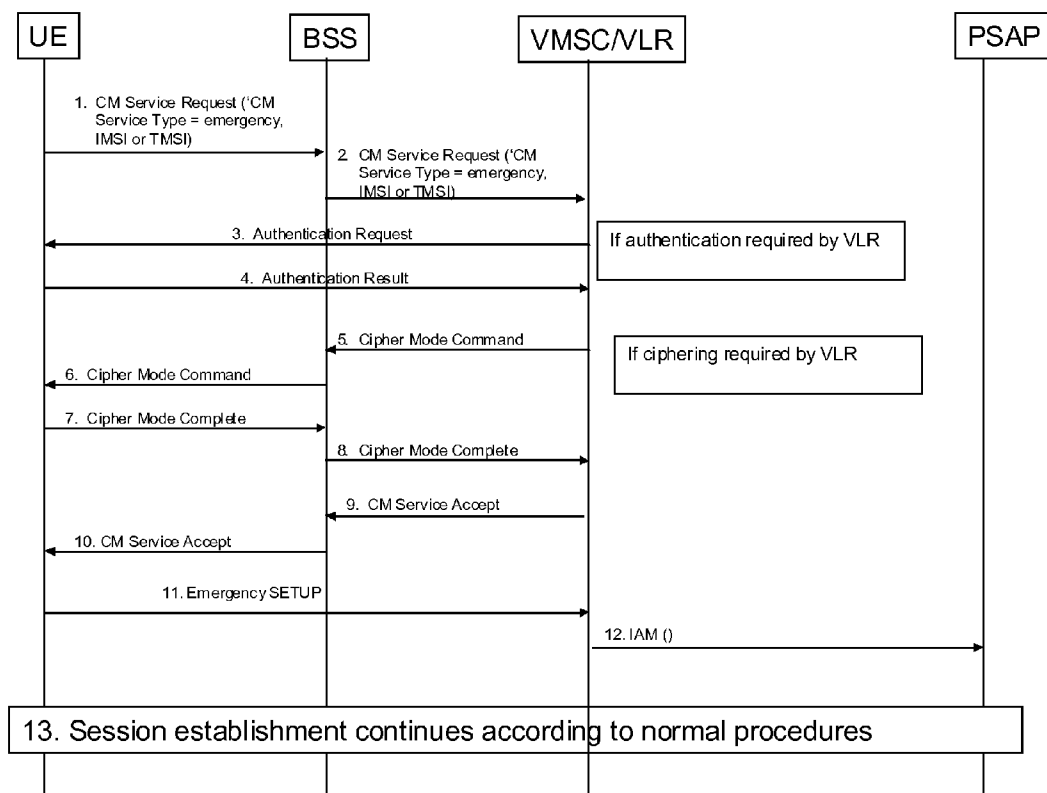 UE
BSS
VMSC/VLR
PSAP
1. CM Service Request (‘CM
Service Type = emergency,
IMSI or TMSI)
2. CM Service Request (‘CM
Service Type = emergency,
IMSI or TMSI)
3. Authentication Request
If authentication required by VLR
4. Authentication Result
5. Cipher Mode Command
If ciphering required by VLR
6. Cipher Mode Command
7. Cipher Mode Complete
8. Cipher Mode Complete
9. CM Service Accept
10. CM Service Accept
11. Emergency SETUP
12. IAM ()
13. Session establishment continues according to normal procedures